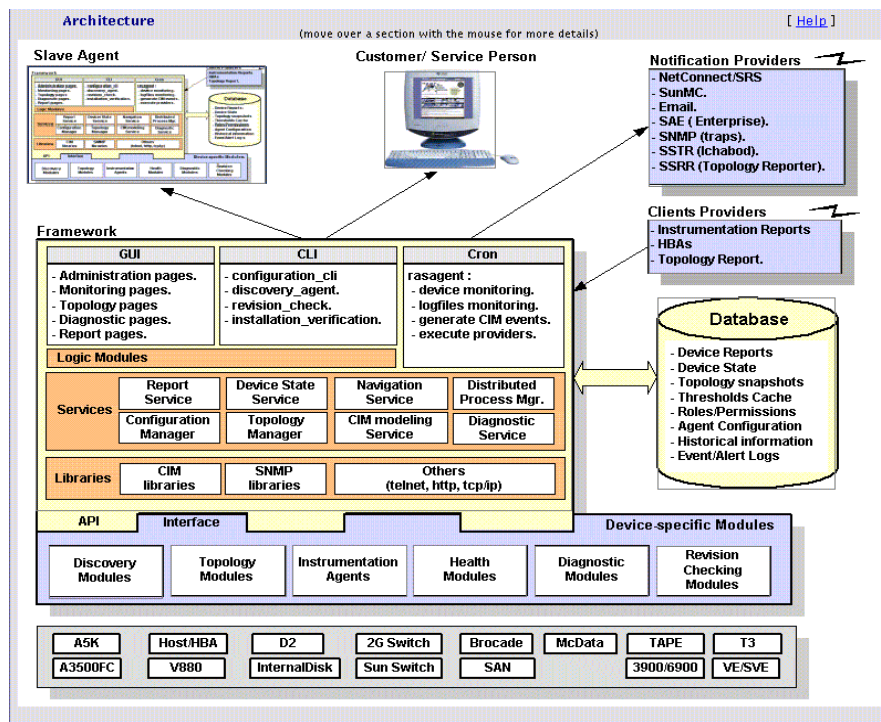 Architecture
(move over a section with the mouse for more details)
[ Help ]
Slave Agent
Customer/ Service Person
Notification Providers
- NetConnect/SRS
- SunMC.
- Email.
- SAE ( Enterprise).
- SNMP (traps).
- SSTR (Ichabod).
- SSRR (Topology Reporter).
Clients Providers
- Instrumentation Reports
- HBAs
- Topology Report.
Framework
GUI
- Administration pages.
- Monitoring pages.
- Topology pages
- Diagnostic pages.
- Report pages.
CLI
- configuration_cli
- discovery_agent.
- revision_check.
- installation_verification.
Cron
rasagent :
- device monitoring.
- logfiles monitoring.
- generate CIM events.
- execute providers.
Logic Modules
Services
Report
Service
Device State
Service
Navigation
Service
Distributed
Process Mgr.
Configuration
Manager
Topology
Manager
CIM modeling
Service
Diagnostic
Service
Libraries
CIM
libraries
SNMP
libraries
Others
(telnet, http, tcp/ip)
Database
- Device Reports
- Device State
- Topology snapshots
- Thresholds Cache
- Roles/Permissions
- Agent Configuration
- Historical information
- Event/Alert Logs
API
Interface
Device-specific Modules
Discovery
Modules
Topology
Modules
Instrumentation
Agents
Health
Modules
Diagnostic
Modules
Revision
Checking
Modules
A5K
Host/HBA
D2
2G Switch
Brocade
McData
TAPE
T3
A3500FC
V880
InternalDisk
Sun Switch
SAN
3900/6900
VE/SVE